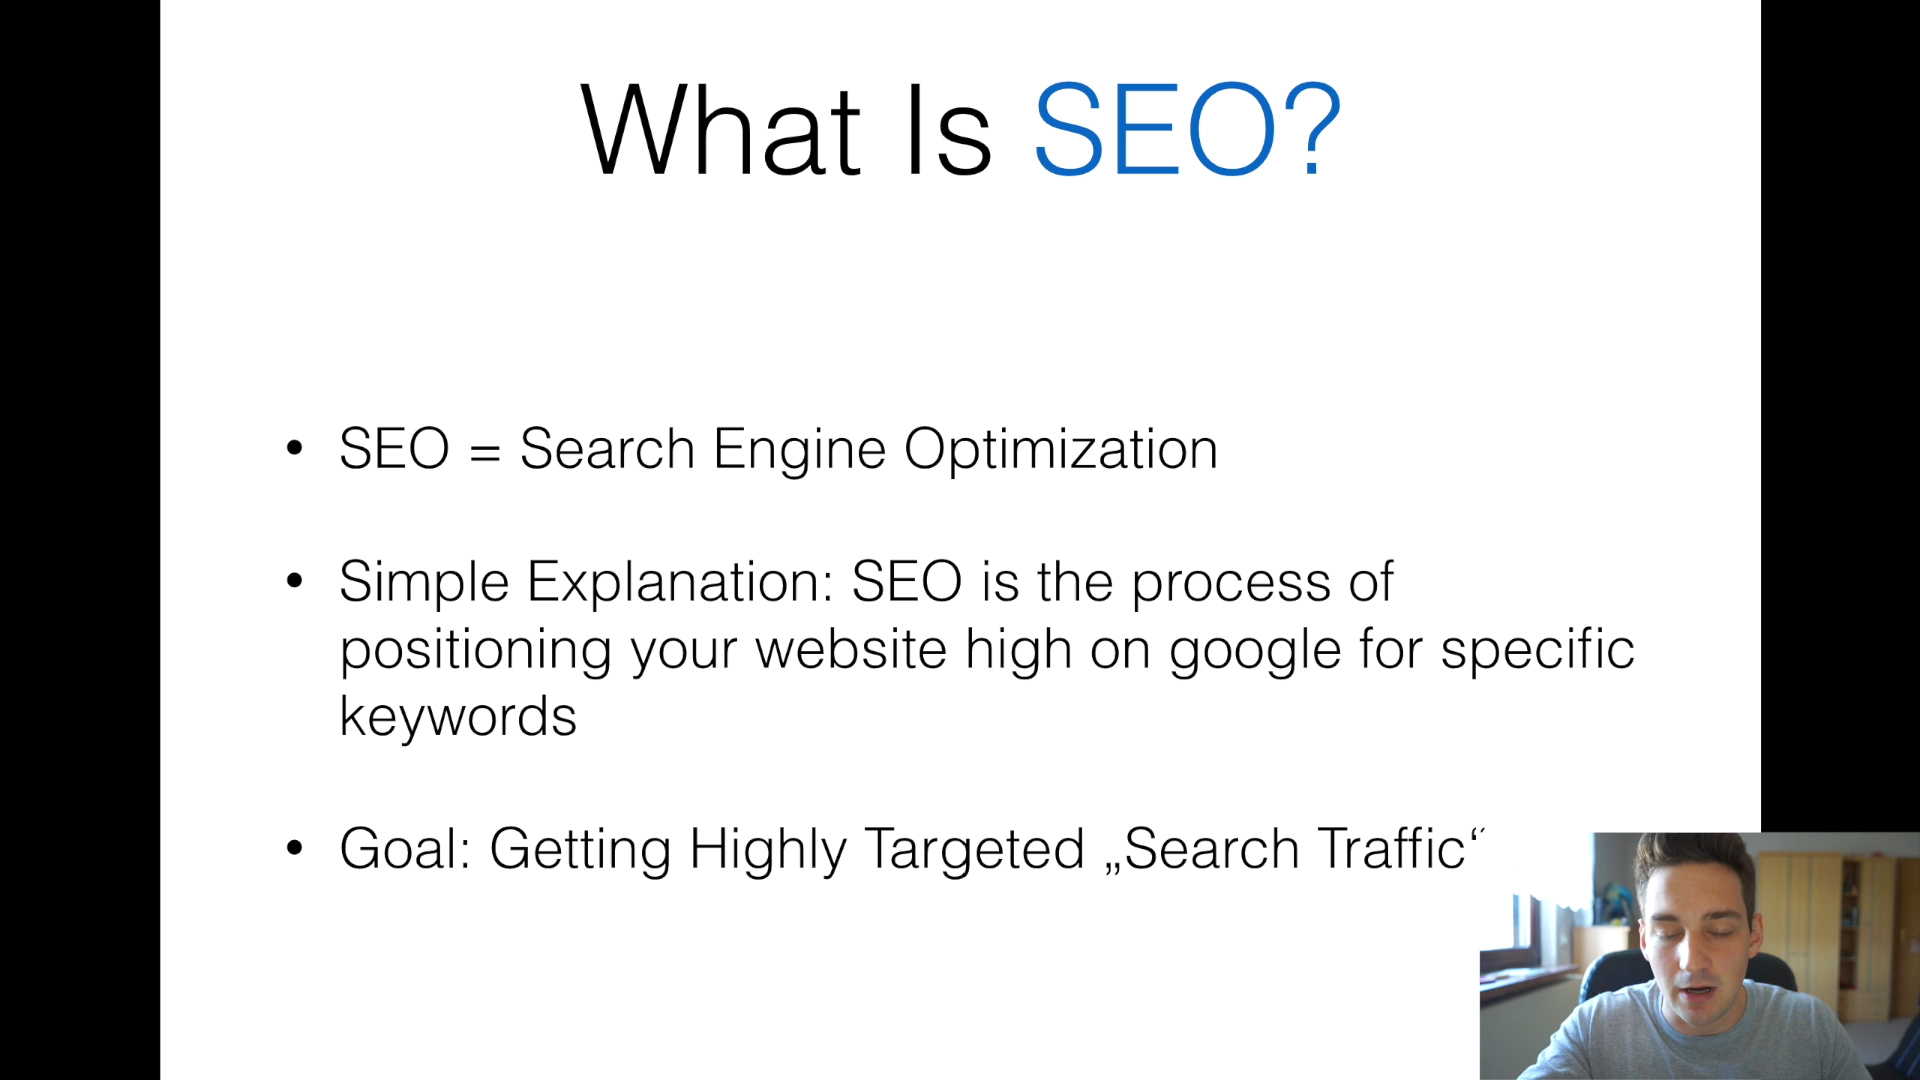 What Is SEO?
• SEO = Search Engine Optimization
• Simple Explanation: SEO is the process of
positioning your website high on google for specific
keywords
• Goal: Getting Highly Targeted „Search Traffic“